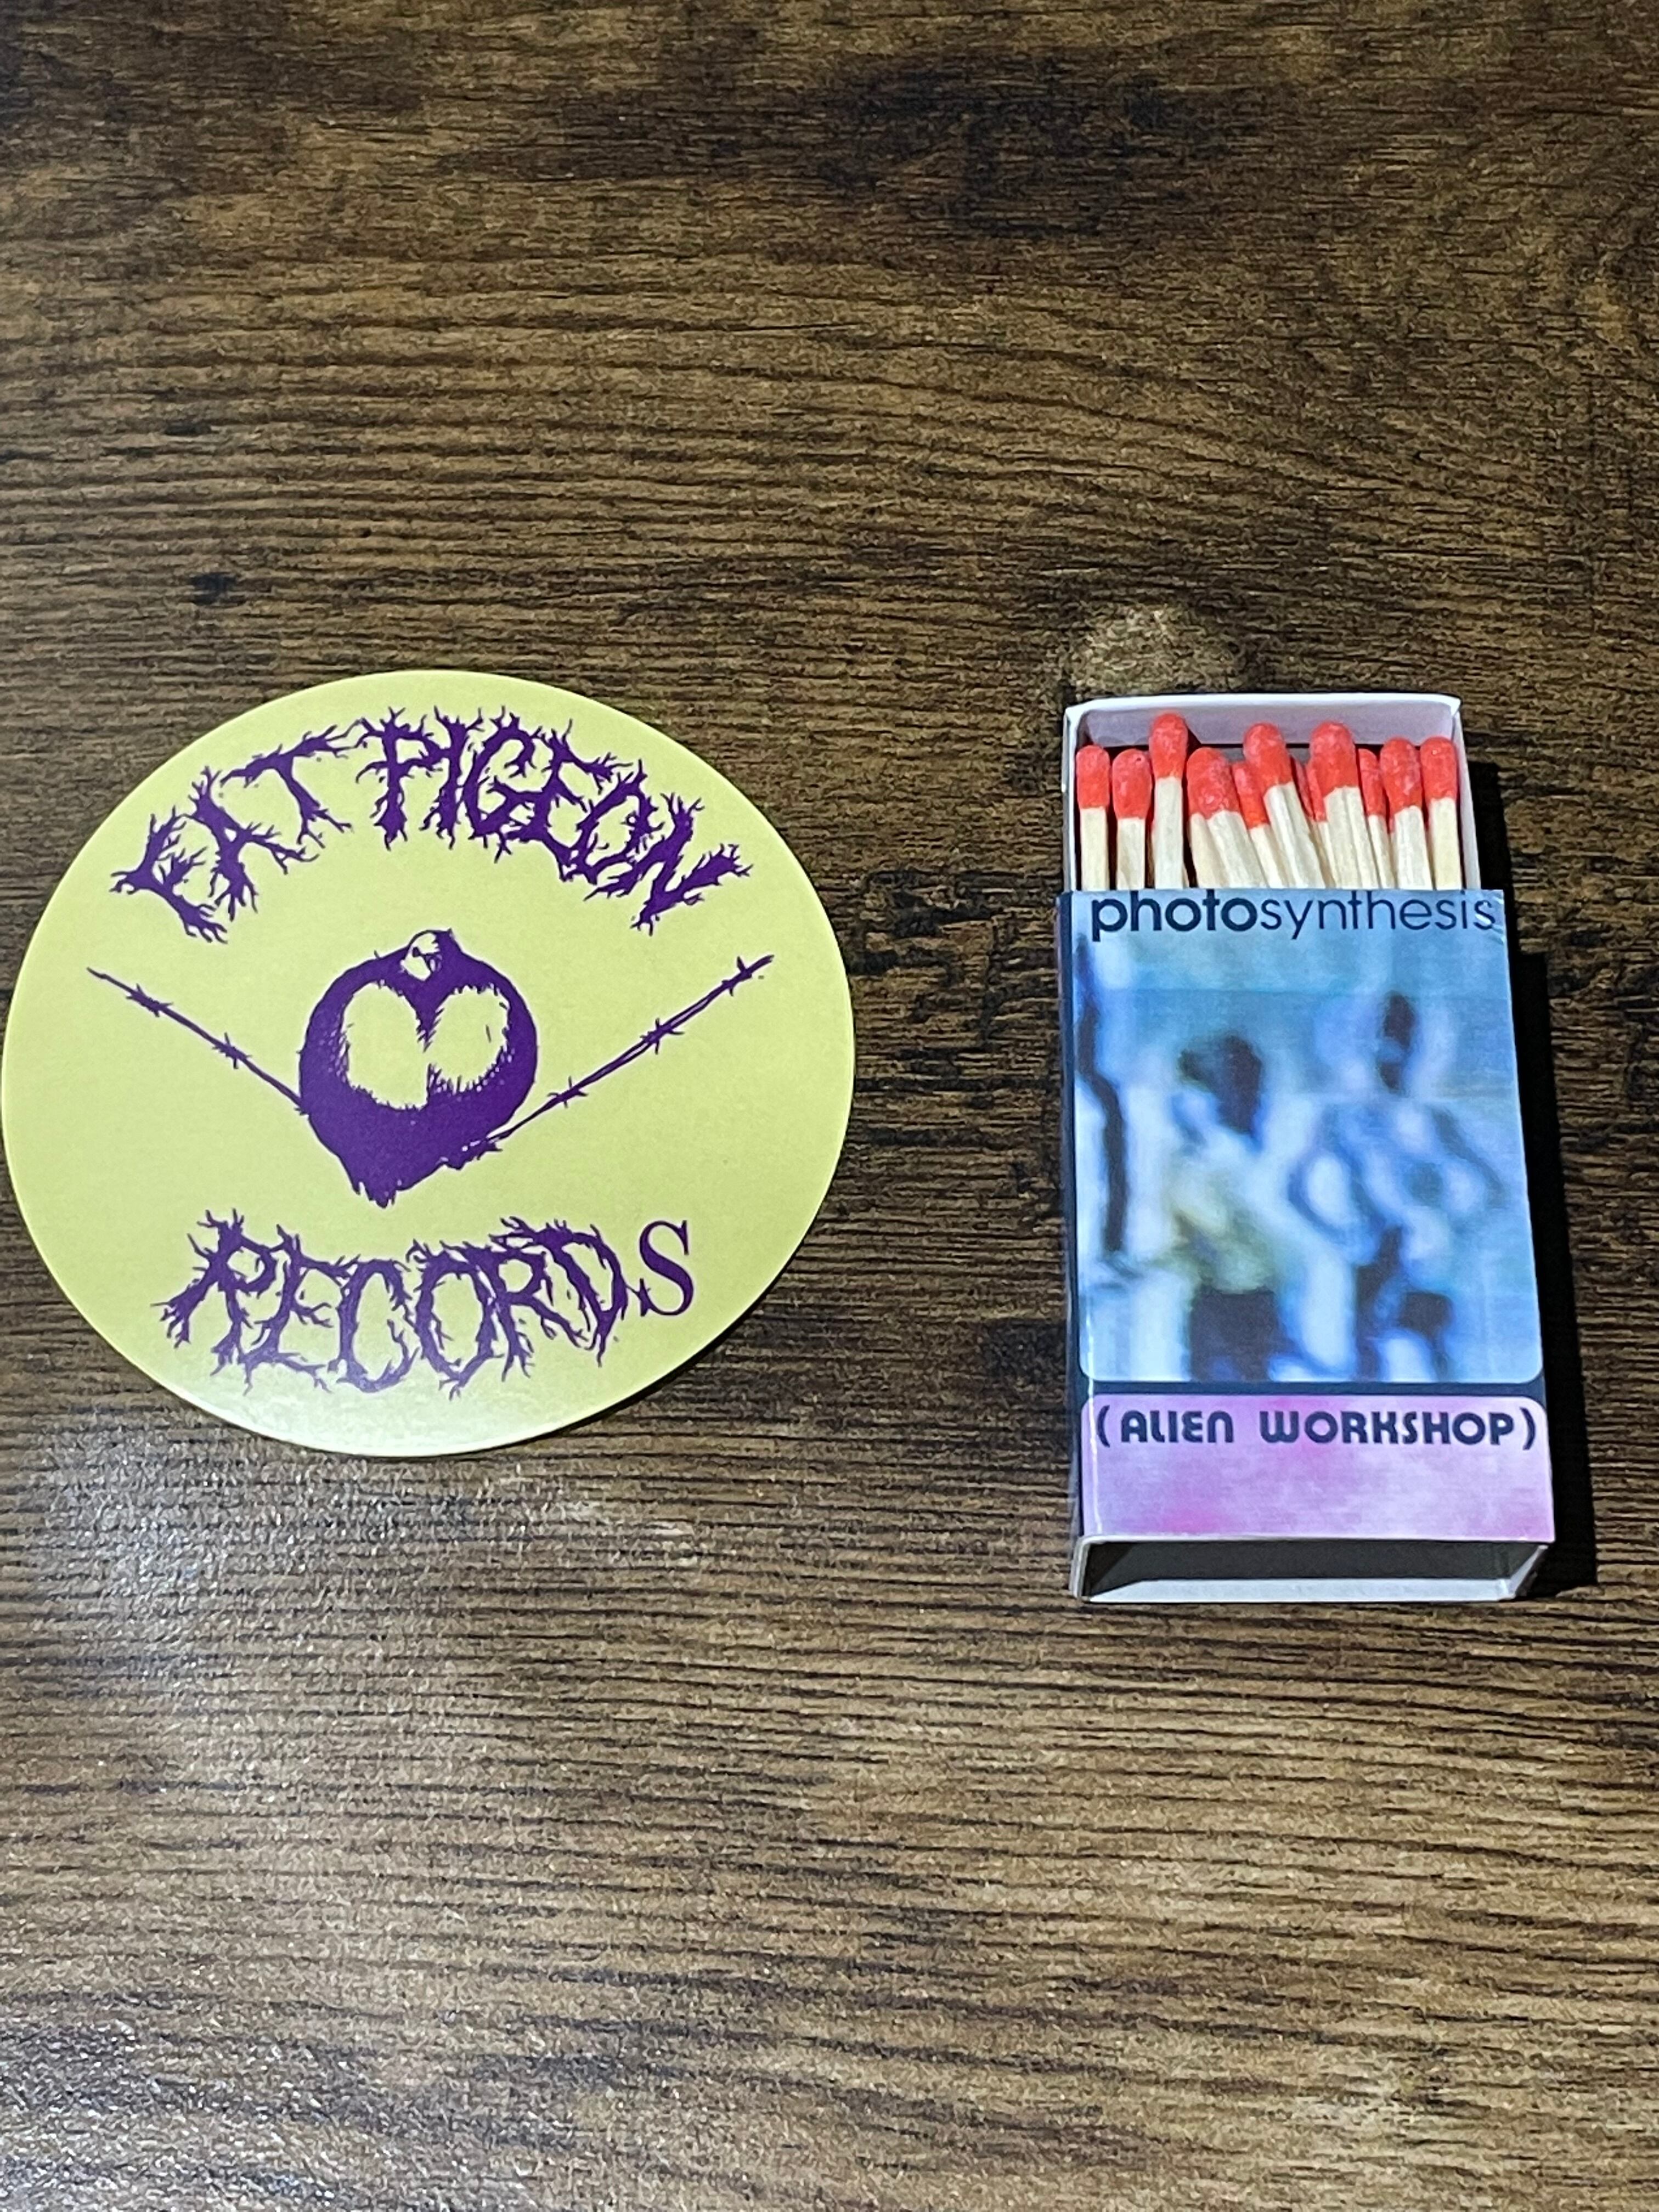 EAT PIGEON
RECORDS
photosynthesis
(ALIEN WORKSHOP)